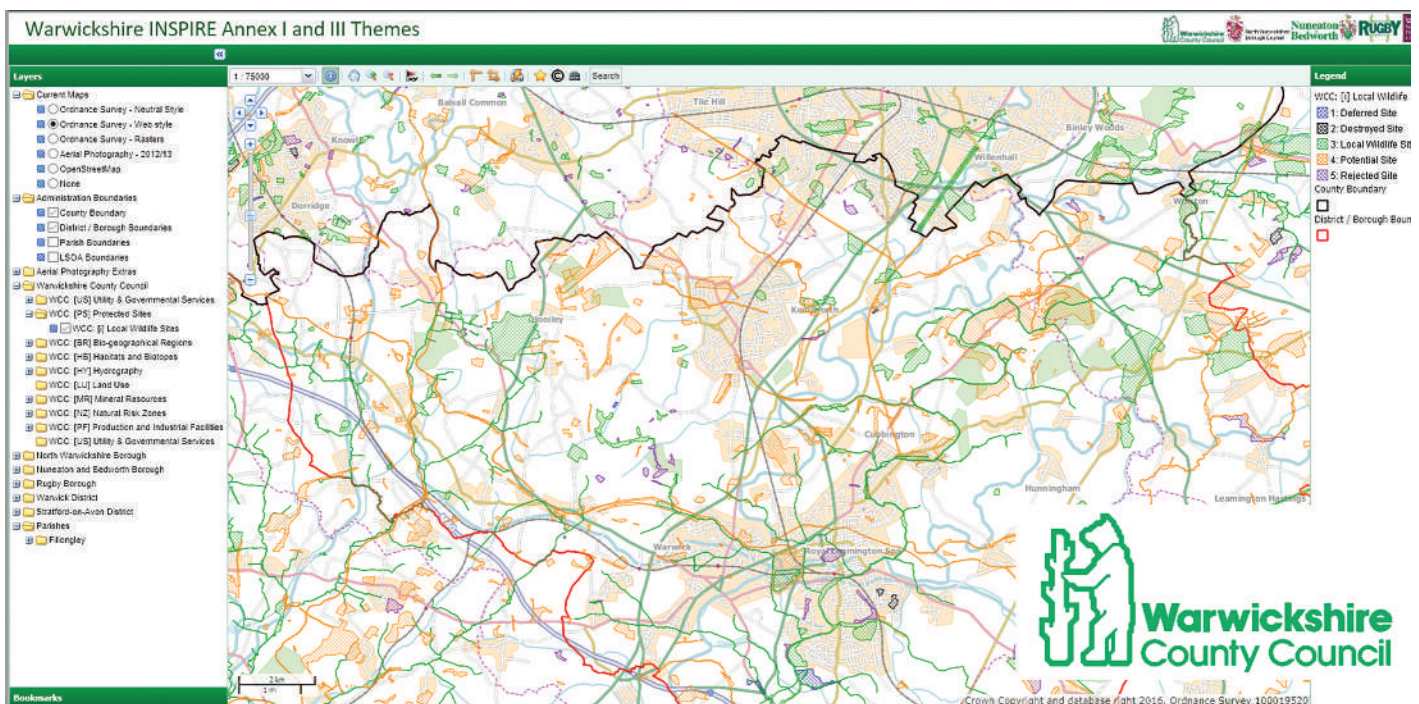 Warwickshire INSPIRE Annex I and III Themes
Warwickshire
County Council
North Warwickshire
Borough Council
Nuneaton
Bedworth
RUGBY
Layers
Current Maps
Ordnance Survey - Neutral Style
Ordnance Survey - Web style
Ordnance Survey - Rasters
Aerial Photography - 2012/13
OpenStreetMap
None
Administration Boundaries
County Boundary
District / Borough Boundaries
Parish Boundaries
LSOA Boundaries
Aerial Photography Extras
Warwickshire County Council
WCC: [US] Utility & Governmental Services
WCC: [PS] Protected Sites
WCC: [i] Local Wildlife Sites
WCC: [BR] Bio-geographical Regions
WCC: [HB] Habitats and Biotopes
WCC: [HY] Hydrography
WCC: [LU] Land Use
WCC: [MR] Mineral Resources
WCC: [NZ] Natural Risk Zones
WCC: [PF] Production and Industrial Facilities
WCC: [US] Utility & Governmental Services
North Warwickshire Borough
Nuneaton and Bedworth Borough
Rugby Borough
Warwick District
Stratford-on-Avon District
Parishes
Fillongley
Bookmarks
1 : 75000
Search
Balsall Common
Tile Hill
Binley Woods
Knowle
Willenhall
Dorridge
Wolston
Honiley
Kenilworth
Cubbington
Hunningham
Leamington Hastings
Warwick
Royal Leamington Spa
2 km
1 m
Legend
WCC: [i] Local Wildlife
1: Deferred Site
2: Destroyed Site
3: Local Wildlife Sit
4: Potential Site
5: Rejected Site
County Boundary
District / Borough Boun
Warwickshire
County Council
Crown Copyright and database right 2016. Ordnance Survey 100019520